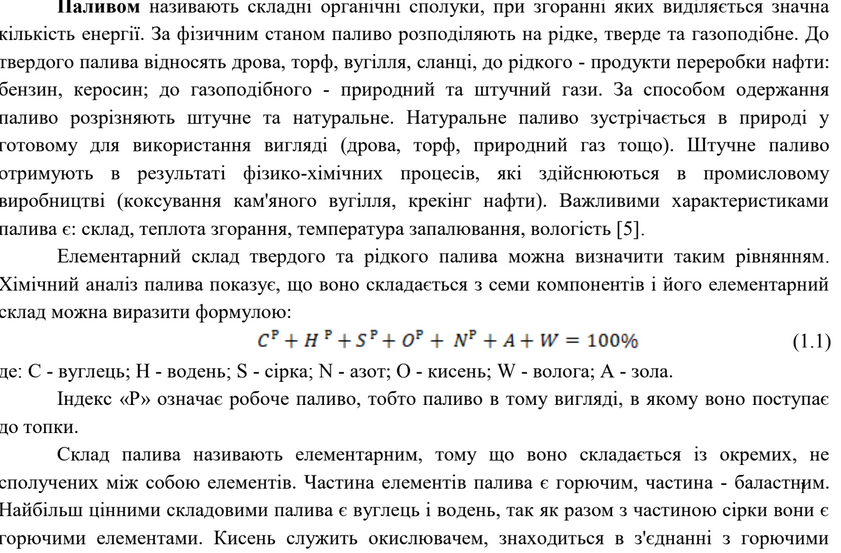 Паливом називають складні органічні сполуки, при згоранні яких виділяється значна
кількість енергії. За фізичним станом паливо розподіляють на рідке, тверде та газоподібне. До
твердого палива відносять дрова, торф, вугілля, сланці, до рідкого - продукти переробки нафти:
бензин, керосин; до газоподібного - природний та штучний гази. За способом одержання
паливо розрізняють штучне та натуральне. Натуральне паливо зустрічається в природі у
готовому для використання вигляді (дрова, торф, природний газ тощо). Штучне паливо
отримують в результаті фізико-хімічних процесів, які здійснюються в промисловому
виробництві (коксування кам'яного вугілля, крекінг нафти). Важливими характеристиками
палива є: склад, теплота згорання, температура запалювання, вологість [5].
Елементарний склад твердого та рідкого палива можна визначити таким рівнянням.
Хімічний аналіз палива показує, що воно складається з семи компонентів і його елементарний
склад можна виразити формулою:
Cᴾ + Hᴾ + Sᴾ + Oᴾ + Nᴾ + A + W = 100% (1.1)
де: С - вуглець; Н - водень; S - сірка; N - азот; О - кисень; W - волога; А - зола.
Індекс «Р» означає робоче паливо, тобто паливо в тому вигляді, в якому воно поступає
до топки.
Склад палива називають елементарним, тому що воно складається із окремих, не
сполучених між собою елементів. Частина елементів палива є горючим, частина - баластним.
Найбільш цінними складовими палива є вуглець і водень, так як разом з частиною сірки вони є
горючими елементами. Кисень служить окислювачем, знаходиться в з'єднанні з горючими